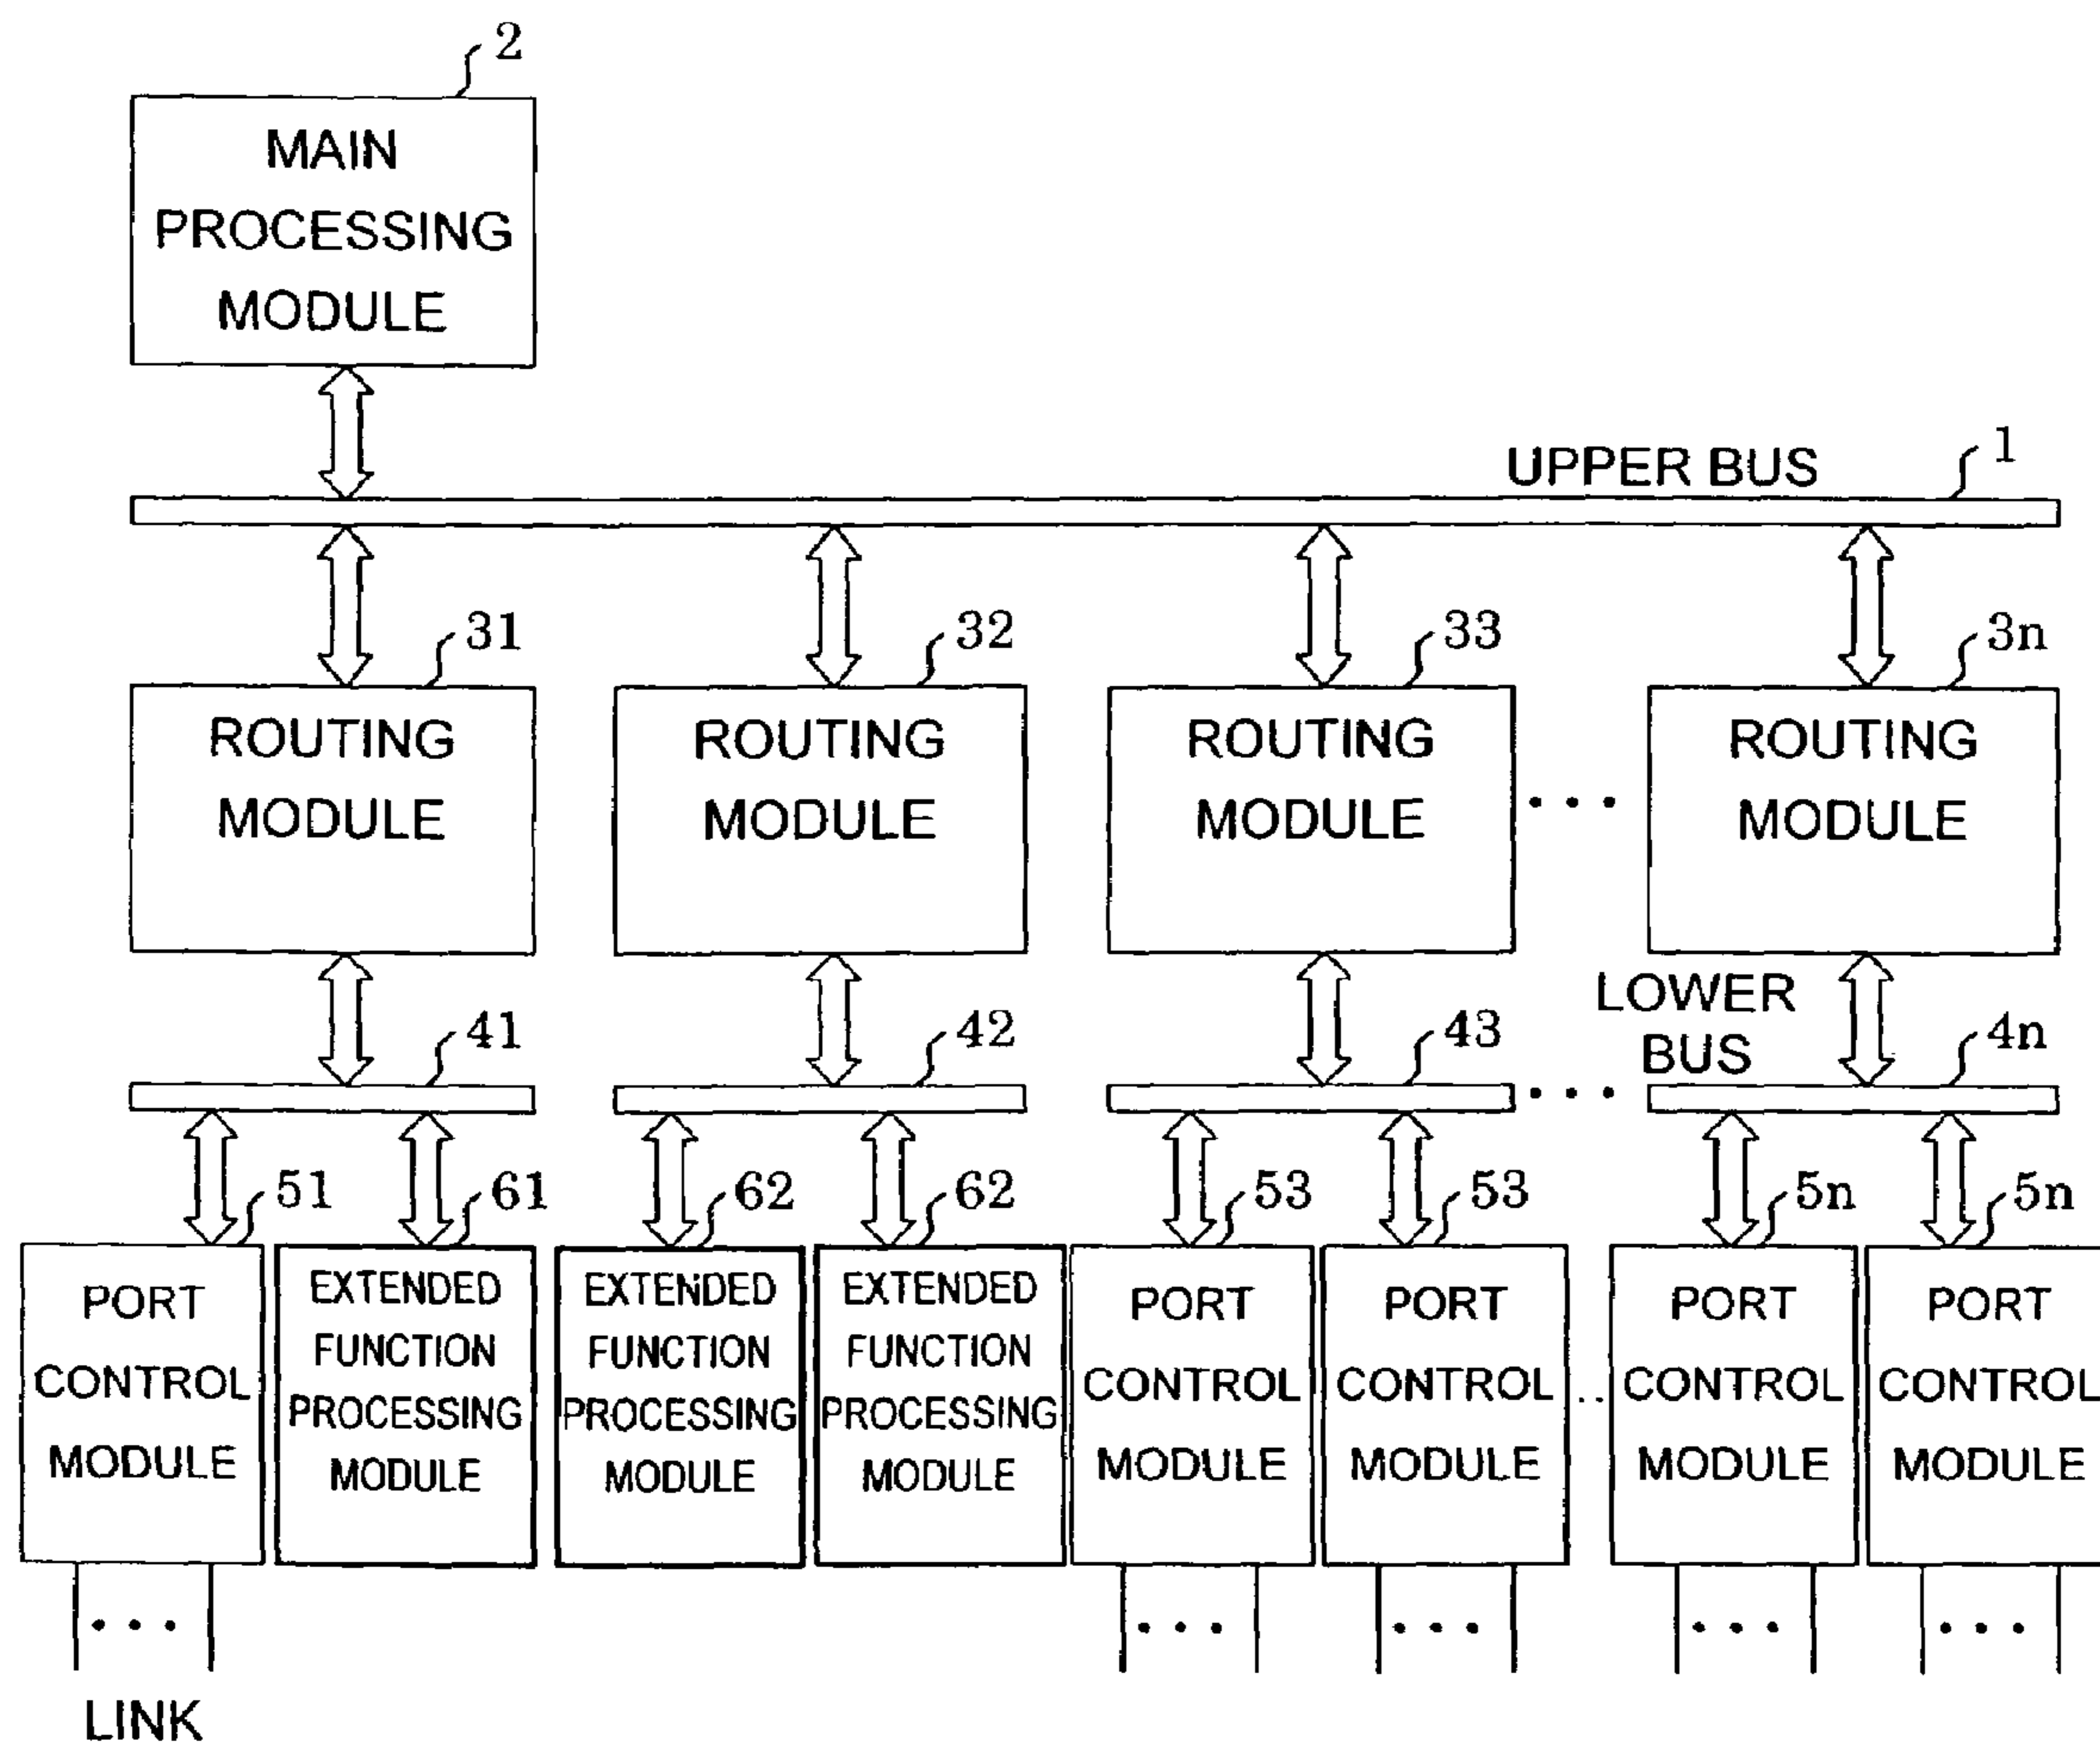 2
MAIN
PROCESSING
MODULE
UPPER BUS
1
31
32
33
3n
ROUTING
MODULE
ROUTING
MODULE
ROUTING
MODULE
...
ROUTING
MODULE
LOWER
BUS
41
42
43
...
4n
51
61
62
62
53
53
5n
5n
PORT
CONTROL
MODULE
EXTENDED
FUNCTION
PROCESSING
MODULE
EXTENDED
FUNCTION
PROCESSING
MODULE
EXTENDED
FUNCTION
PROCESSING
MODULE
PORT
CONTROL
MODULE
PORT
CONTROL
MODULE
..
PORT
CONTROL
MODULE
PORT
CONTROL
MODULE
...
...
...
...
...
LINK